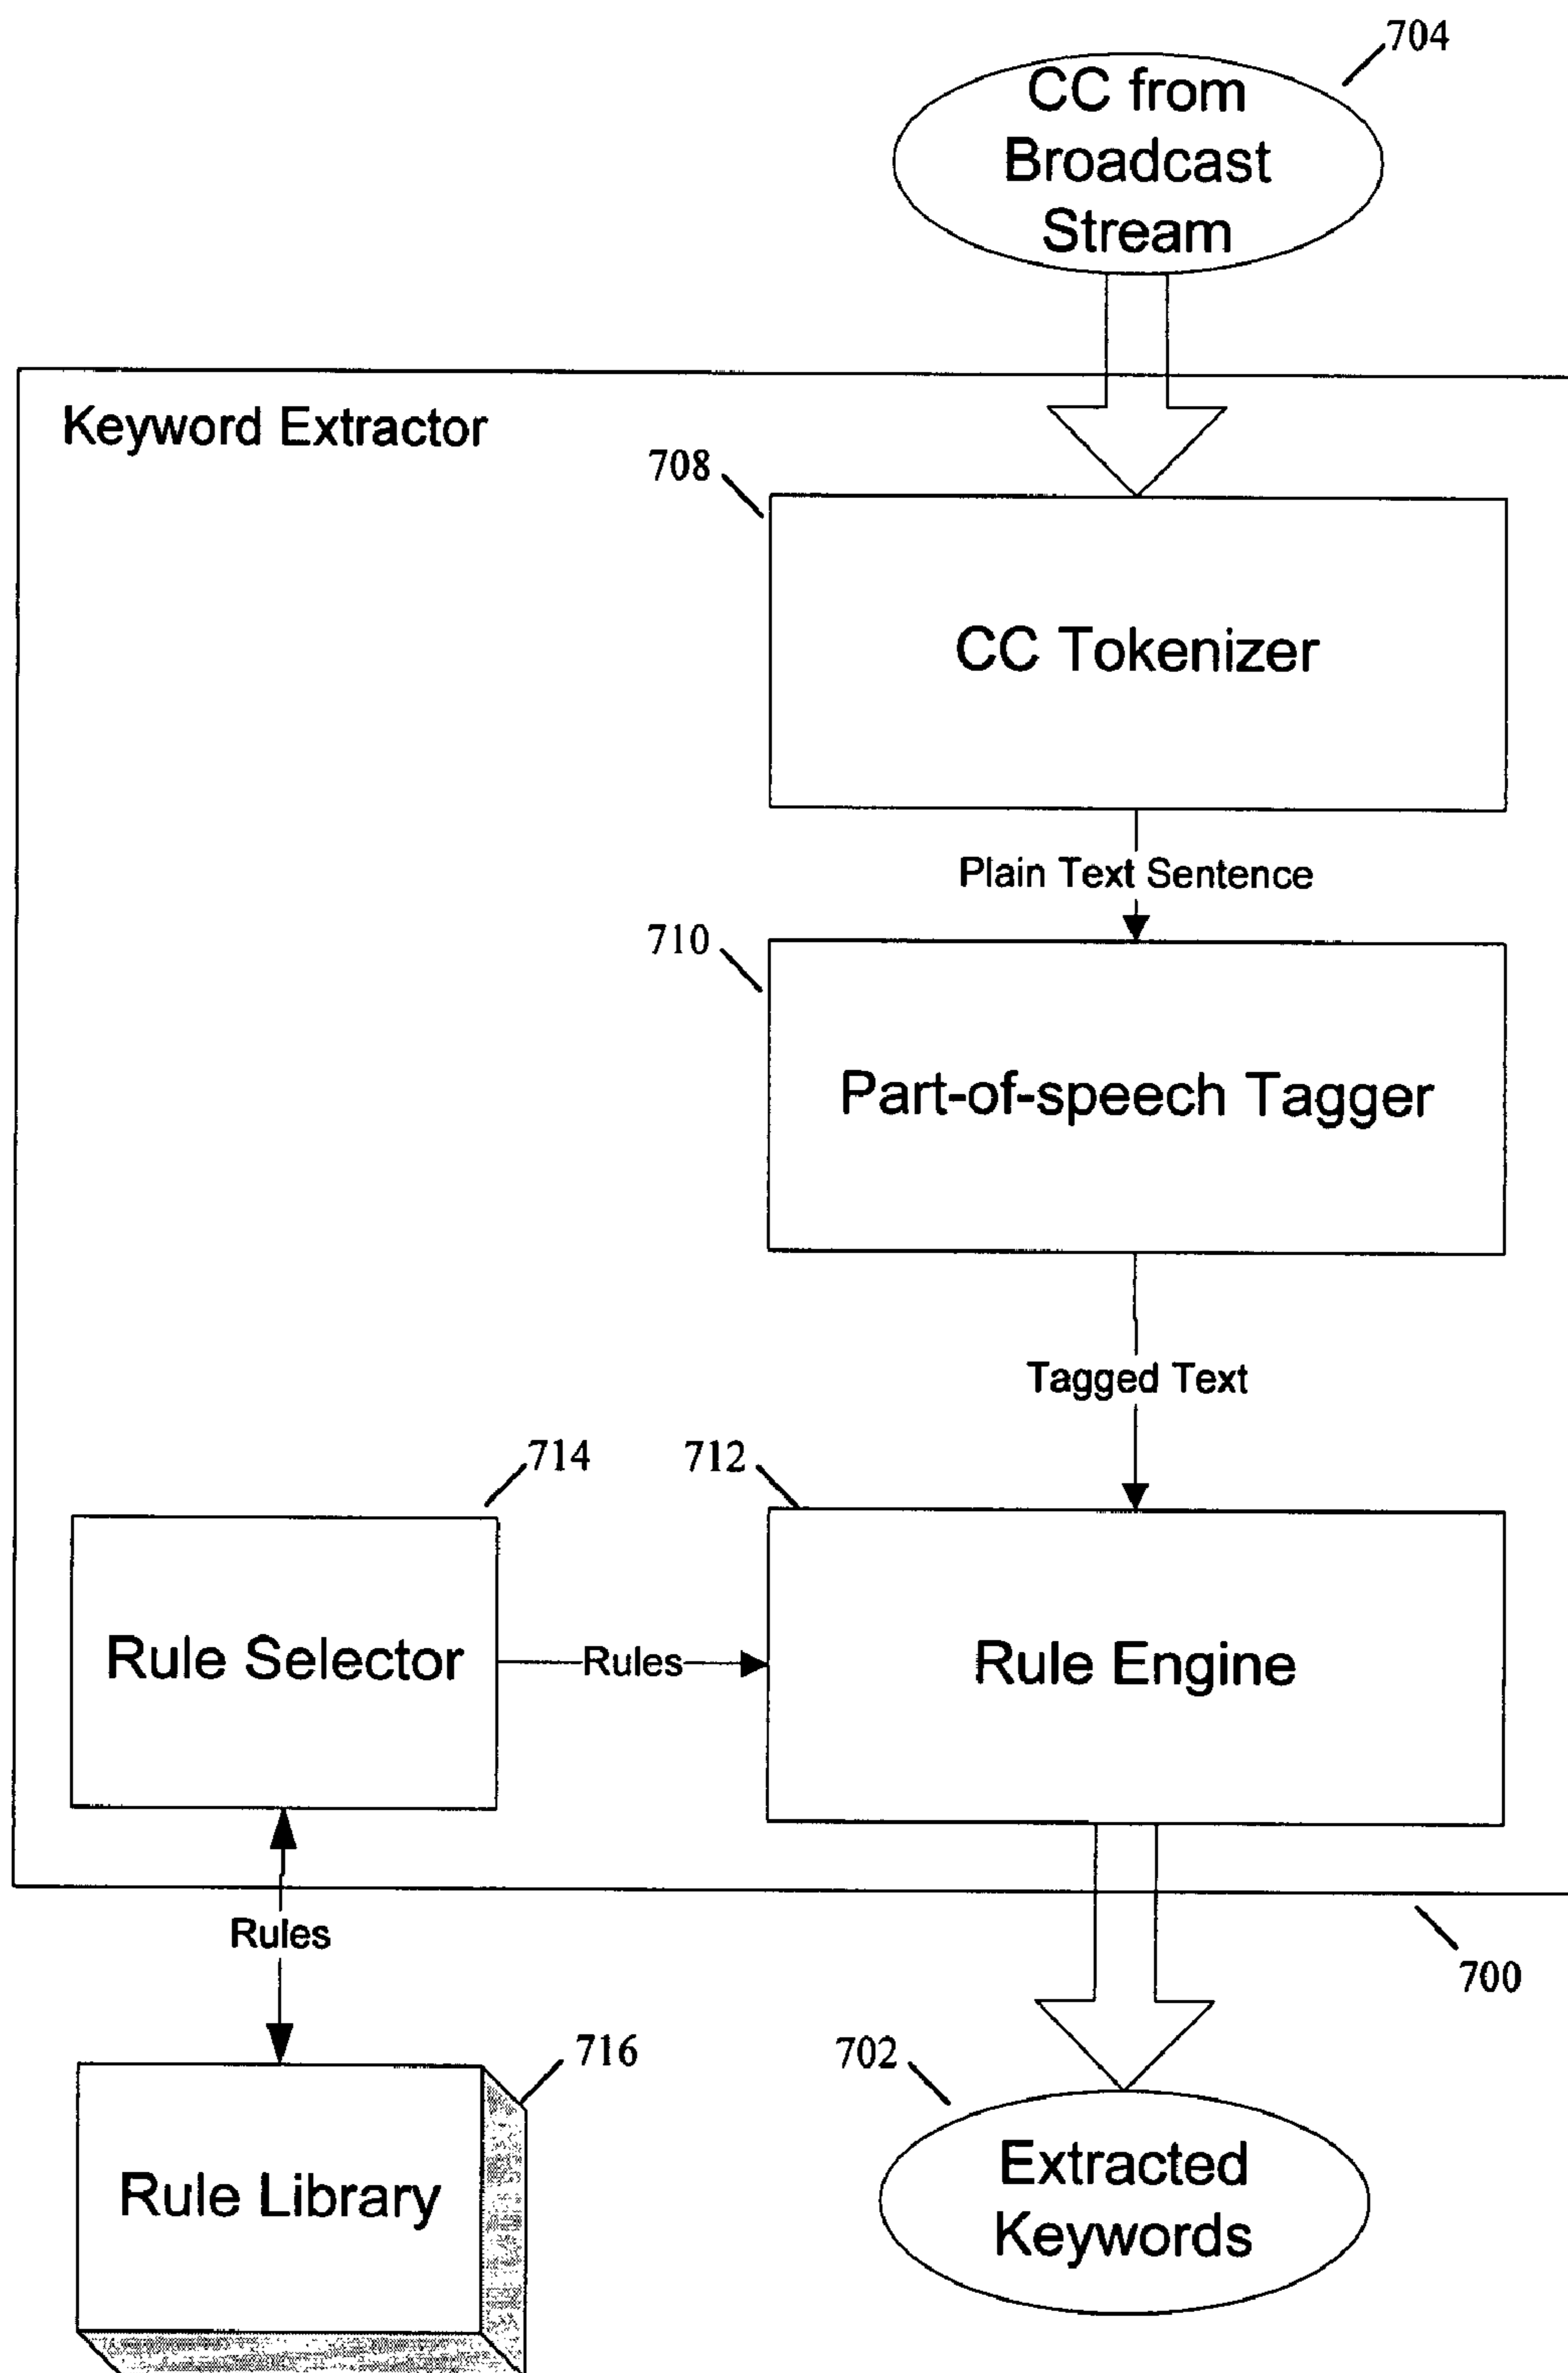 704
CC from
Broadcast
Stream
Keyword Extractor
708
CC Tokenizer
Plain Text Sentence
710
Part-of-speech Tagger
Tagged Text
714
712
Rule Selector
Rules
Rule Engine
Rules
700
716
702
Rule Library
Extracted
Keywords